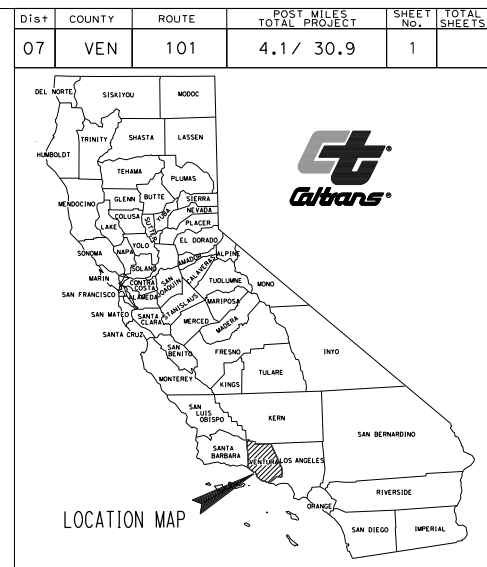 Dist COUNTY ROUTE POST MILES TOTAL PROJECT SHEET No. TOTAL SHEETS
07 VEN 101 4.1/ 30.9 1
DEL NORTE
SISKIYOU
MODOC
HUMBOLDT
TRINITY
SHASTA
LASSEN
Caltrans®
TEHAMA
PLUMAS
MENDOCINO
GLENN
BUTTE
SIERRA
NEVADA
YUBA
PLACER
COLUSA
LAKE
SUTTER
EL DORADO
SONOMA
NAPA
YOLO
AMADOR
ALPINE
SOLANO
CALAVERAS
MARIN
CONTRA COSTA
SAN JOAQUIN
TUOLUMNE
MONO
SAN FRANCISCO
ALAMEDA
STANISLAUS
MARIPOSA
SAN MATEO
SANTA CLARA
MERCED
MADERA
SANTA CRUZ
SAN BENITO
FRESNO
INYO
MONTEREY
KINGS
TULARE
SAN LUIS OBISPO
KERN
SAN BERNARDINO
SANTA BARBARA
VENTURA
LOS ANGELES
ORANGE
RIVERSIDE
LOCATION MAP
SAN DIEGO
IMPERIAL